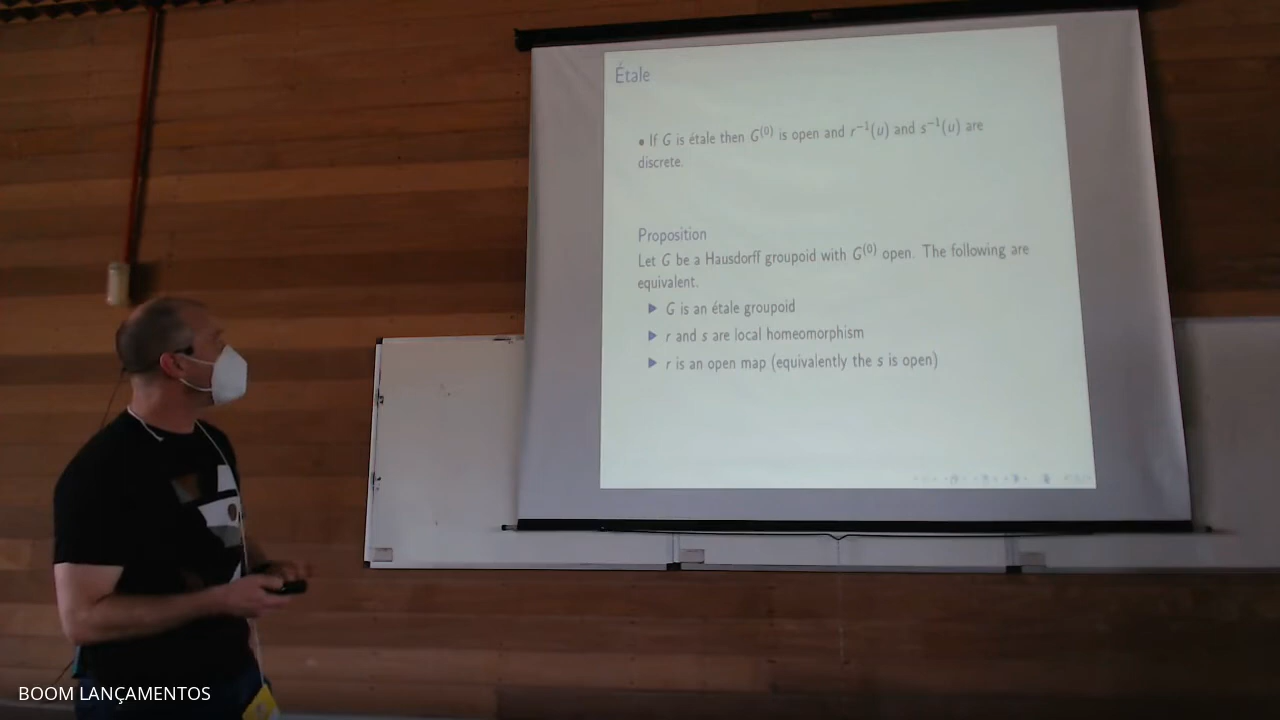 Étale
• If G is étale then G⁽⁰⁾ is open and r⁻¹(u) and s⁻¹(u) are
discrete.
Proposition
Let G be a Hausdorff groupoid with G⁽⁰⁾ open. The following are
equivalent.
▶ G is an étale groupoid
▶ r and s are local homeomorphism
▶ r is an open map (equivalently the s is open)
BOOM LANÇAMENTOS